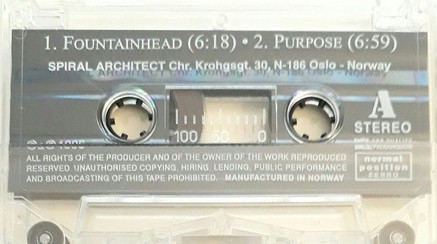 1. FOUNTAINHEAD (6:18) • 2. PURPOSE (6:59)
SPIRAL ARCHITECT Chr. Krohgsgt. 30, N-186 Oslo - Norway
100 50 0
A
STEREO
ALL RIGHTS OF THE PRODUCER AND OF THE OWNER OF THE WORK REPRODUCED
RESERVED. UNAUTHORISED COPYING, HIRING, LENDING, PUBLIC PERFORMANCE
AND BROADCASTING OF THIS TAPE PROHIBITED. MANUFACTURED IN NORWAY
normal
position